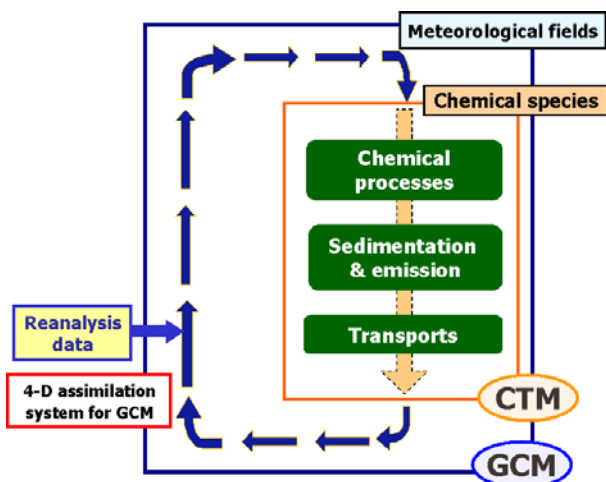 Meteorological fields
Chemical species
Chemical
processes
Sedimentation
& emission
Transports
Reanalysis
data
4-D assimilation
system for GCM
CTM
GCM